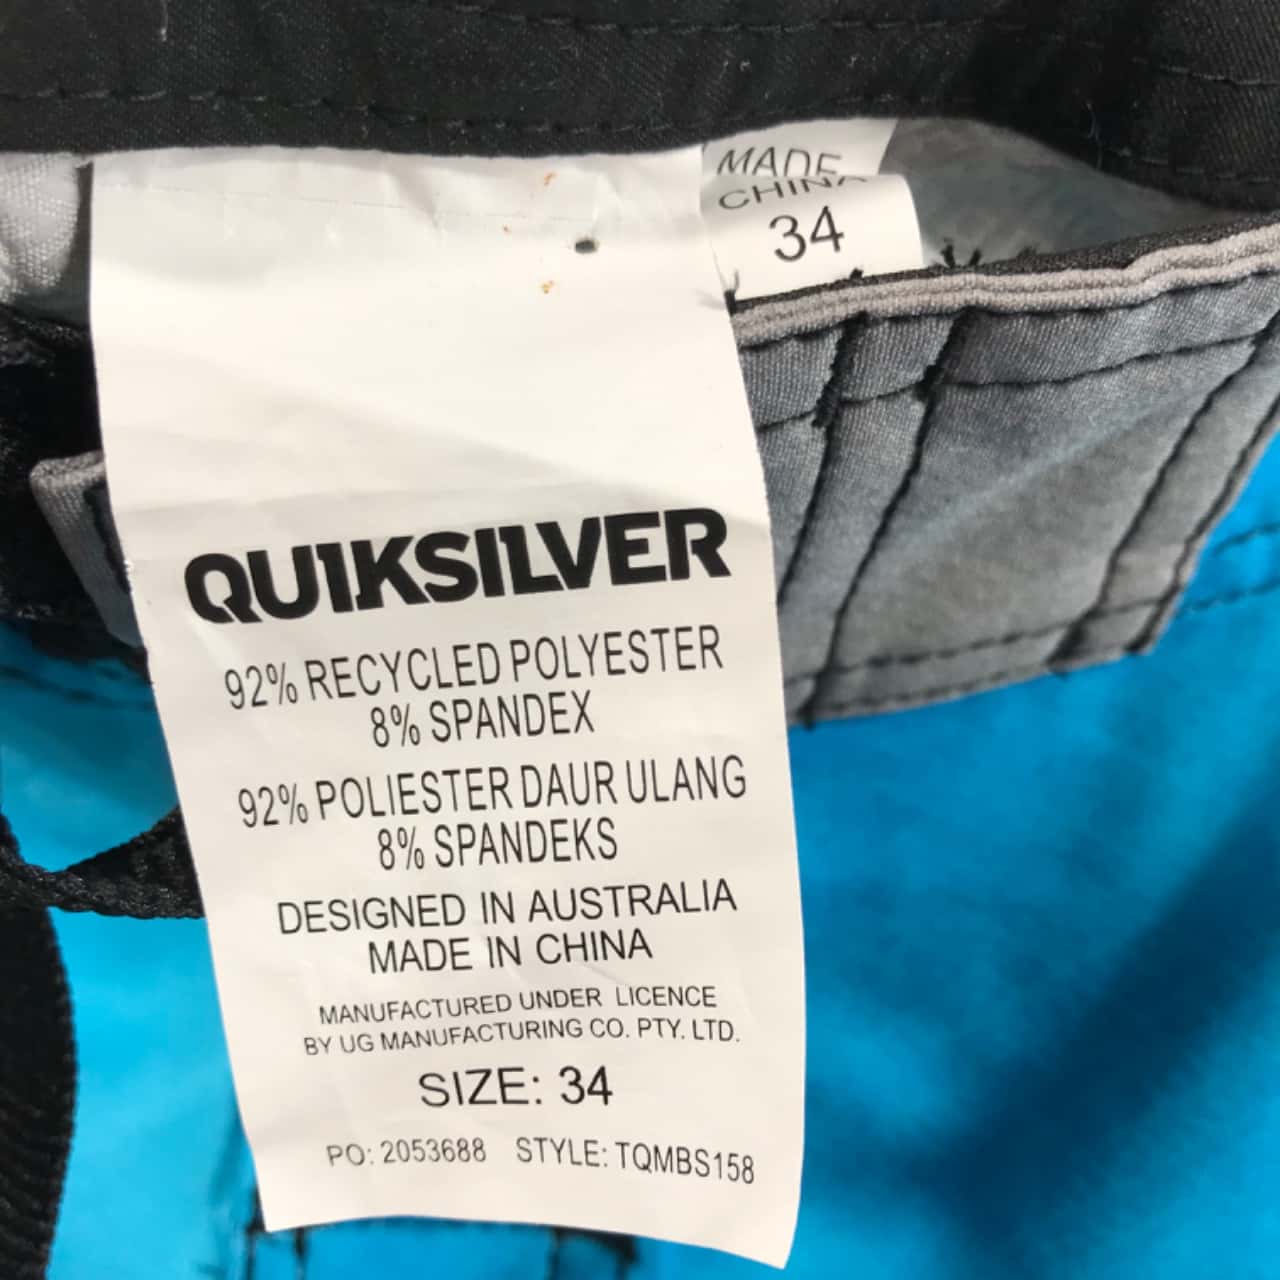 MADE
CHINA
34
QUIKSILVER
92% RECYCLED POLYESTER
8% SPANDEX
92% POLIESTER DAUR ULANG
8% SPANDEKS
DESIGNED IN AUSTRALIA
MADE IN CHINA
MANUFACTURED UNDER LICENCE
BY UG MANUFACTURING CO. PTY. LTD.
SIZE: 34
PO: 2053688 STYLE: TQMBS158